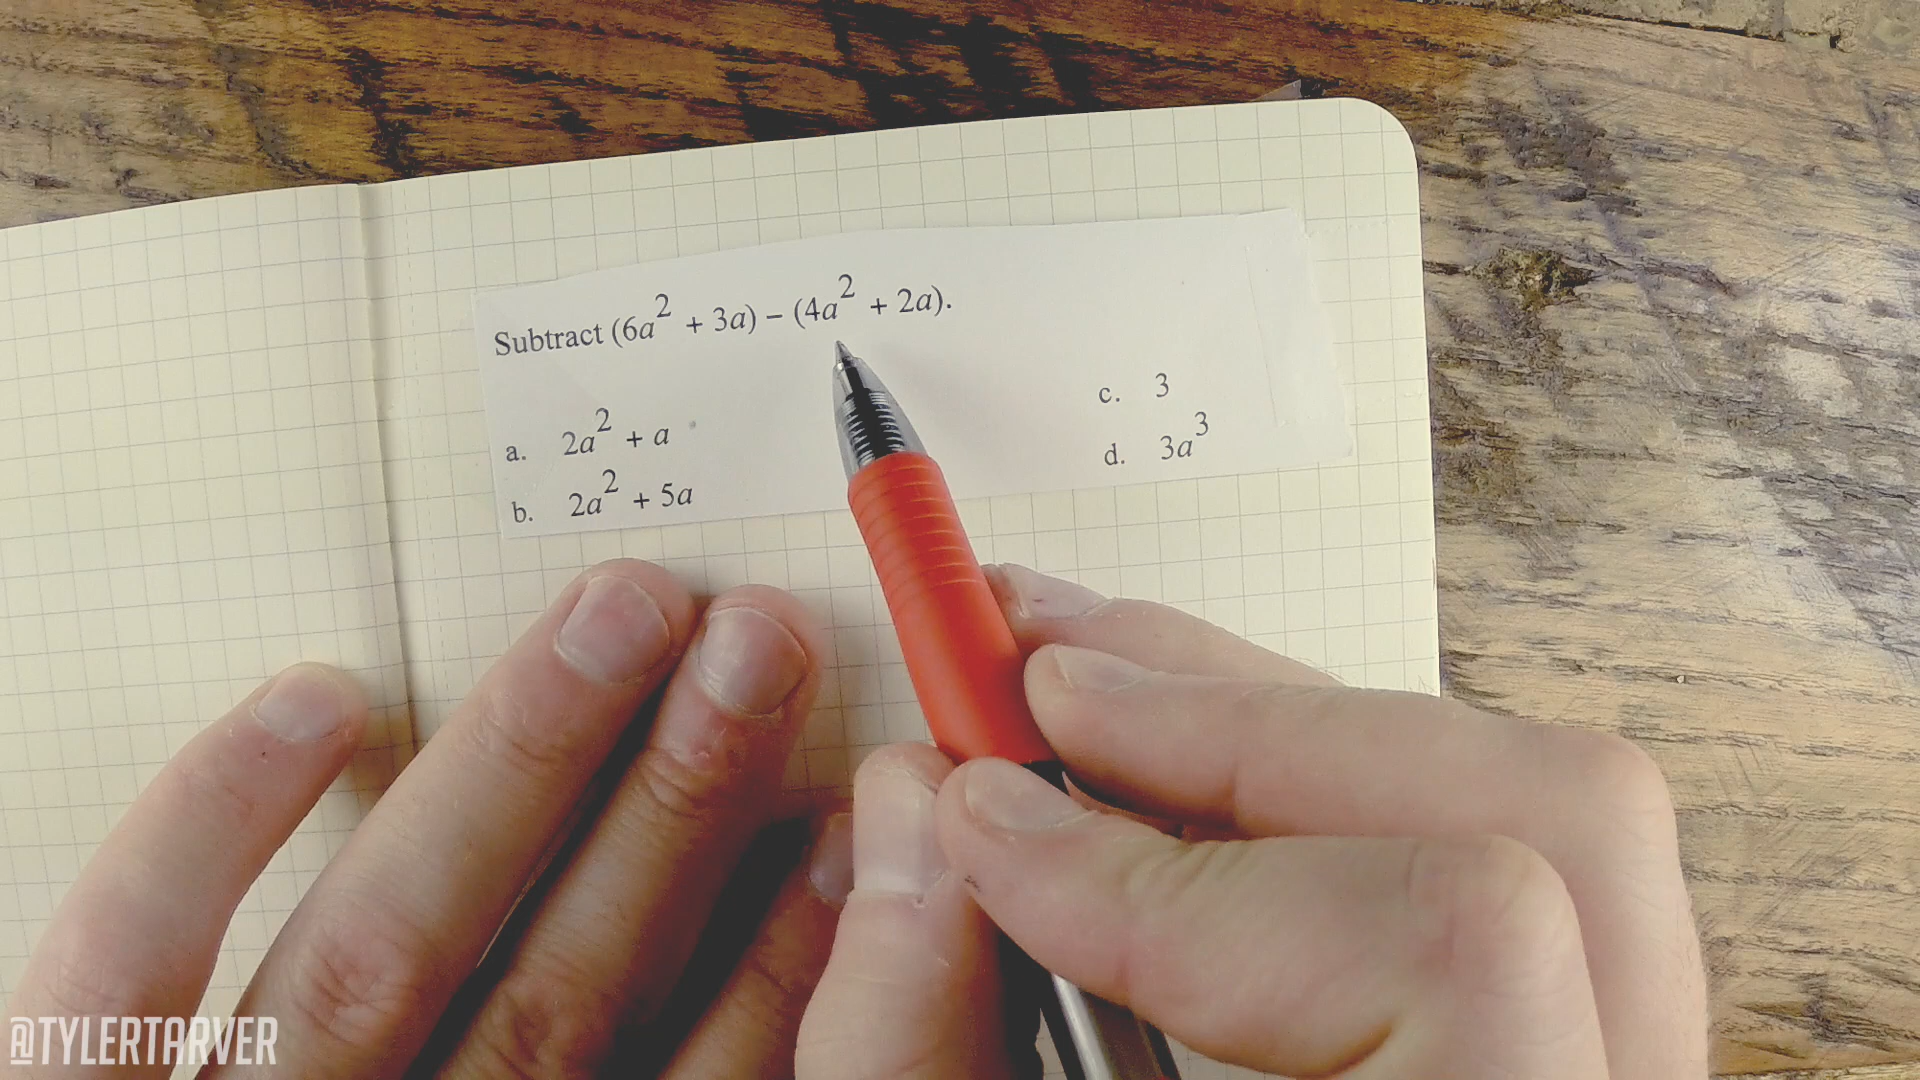 Subtract (6a² + 3a) – (4a² + 2a).
a. 2a² + a
b. 2a² + 5a
c. 3
d. 3a³
@TYLERTARVER